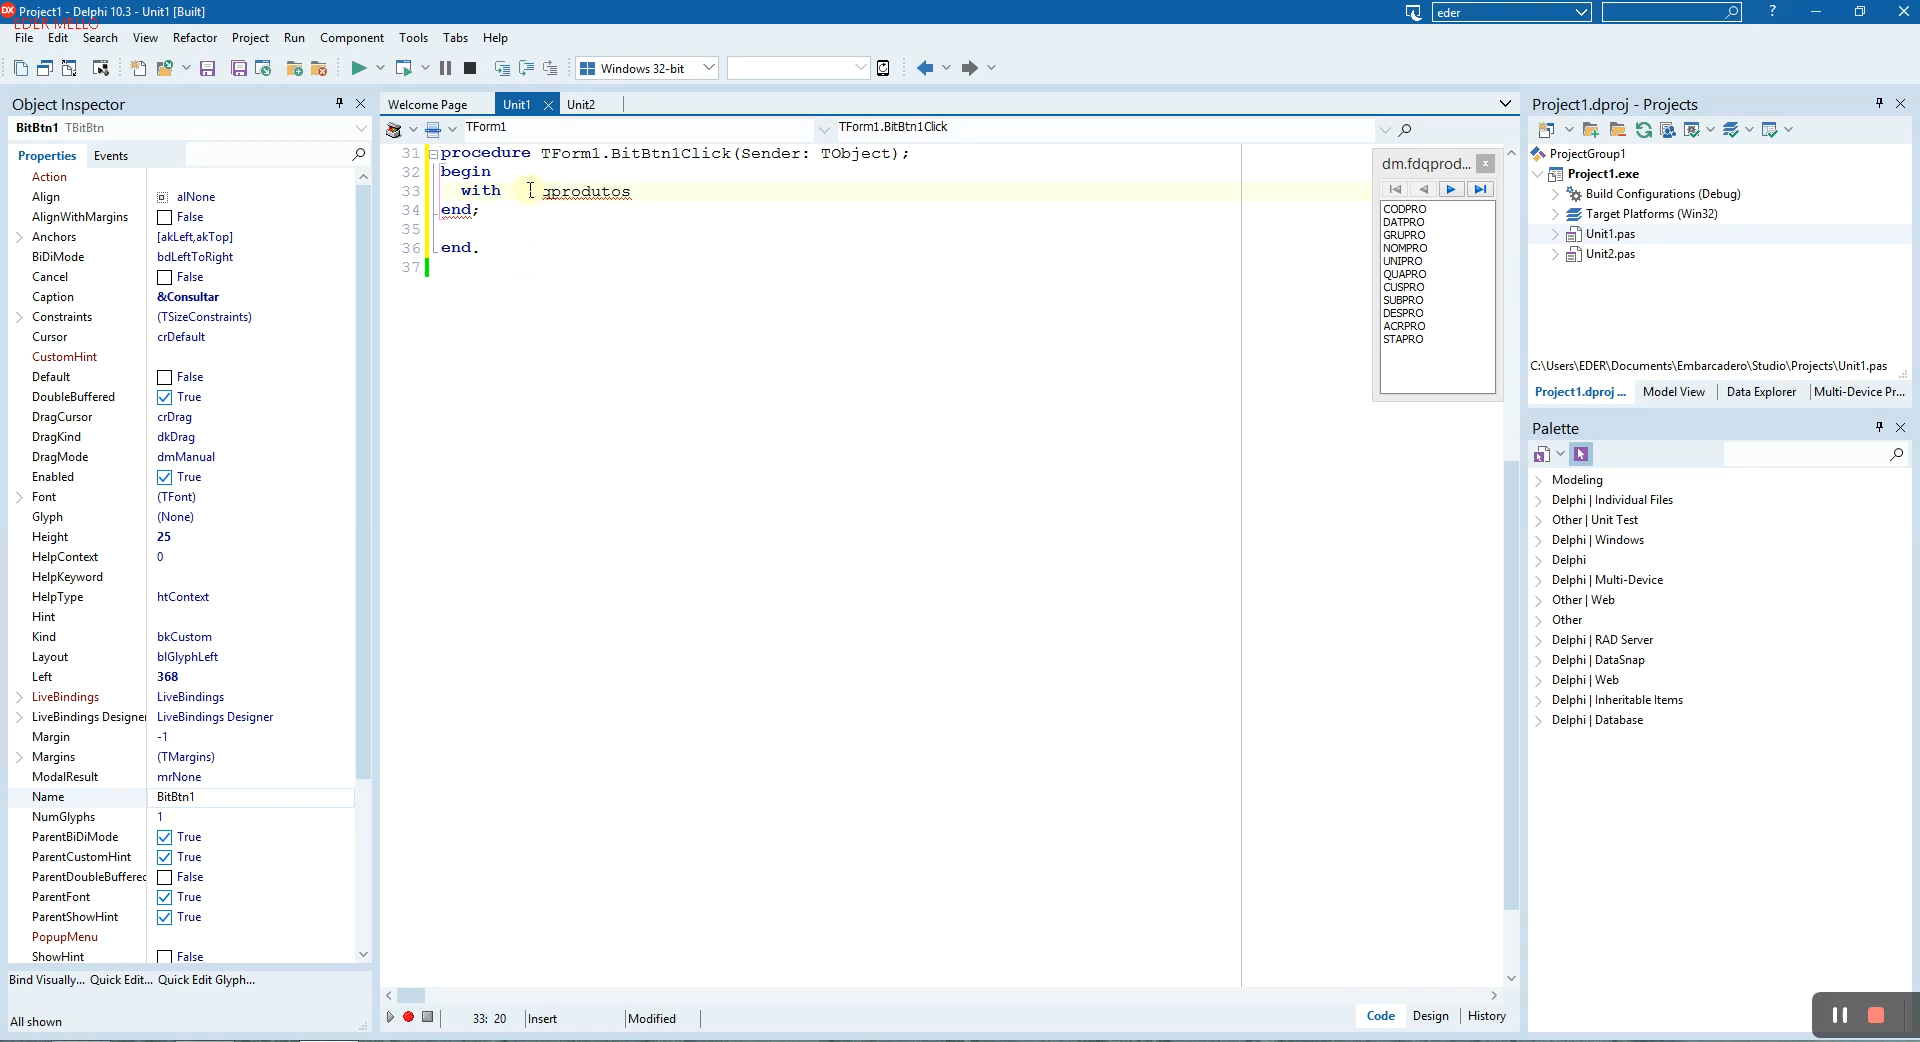 Project1 - Delphi 10.3 - Unit1 [Built]
eder
?
EDER MELLO
File Edit Search View Refactor Project Run Component Tools Tabs Help
Windows 32-bit
Object Inspector
BitBtn1 TBitBtn
Properties Events
Action
Align alNone
AlignWithMargins False
Anchors [akLeft,akTop]
BiDiMode bdLeftToRight
Cancel False
Caption &Consultar
Constraints (TSizeConstraints)
Cursor crDefault
CustomHint
Default False
DoubleBuffered True
DragCursor crDrag
DragKind dkDrag
DragMode dmManual
Enabled True
Font (TFont)
Glyph (None)
Height 25
HelpContext 0
HelpKeyword
HelpType htContext
Hint
Kind bkCustom
Layout blGlyphLeft
Left 368
LiveBindings LiveBindings
LiveBindings Designer LiveBindings Designer
Margin -1
Margins (TMargins)
ModalResult mrNone
Name BitBtn1
NumGlyphs 1
ParentBiDiMode True
ParentCustomHint True
ParentDoubleBuffered False
ParentFont True
ParentShowHint True
PopupMenu
ShowHint False
Bind Visually... Quick Edit... Quick Edit Glyph...
All shown
Welcome Page Unit1 Unit2
TForm1 TForm1.BitBtn1Click
31 procedure TForm1.BitBtn1Click(Sender: TObject);
32 begin
33 with qprodutos
34 end;
35
36 end.
37
dm.fdqprod...
CODPRO
DATPRO
GRUPRO
NOMPRO
UNIPRO
QUAPRO
CUSPRO
SUBPRO
DESPRO
ACRPRO
STAPRO
33: 20 Insert Modified
Code Design History
Project1.dproj - Projects
ProjectGroup1
Project1.exe
Build Configurations (Debug)
Target Platforms (Win32)
Unit1.pas
Unit2.pas
C:\Users\EDER\Documents\Embarcadero\Studio\Projects\Unit1.pas
Project1.dproj ... Model View Data Explorer Multi-Device Pr...
Palette
Modeling
Delphi | Individual Files
Other | Unit Test
Delphi | Windows
Delphi
Delphi | Multi-Device
Other | Web
Other
Delphi | RAD Server
Delphi | DataSnap
Delphi | Web
Delphi | Inheritable Items
Delphi | Database